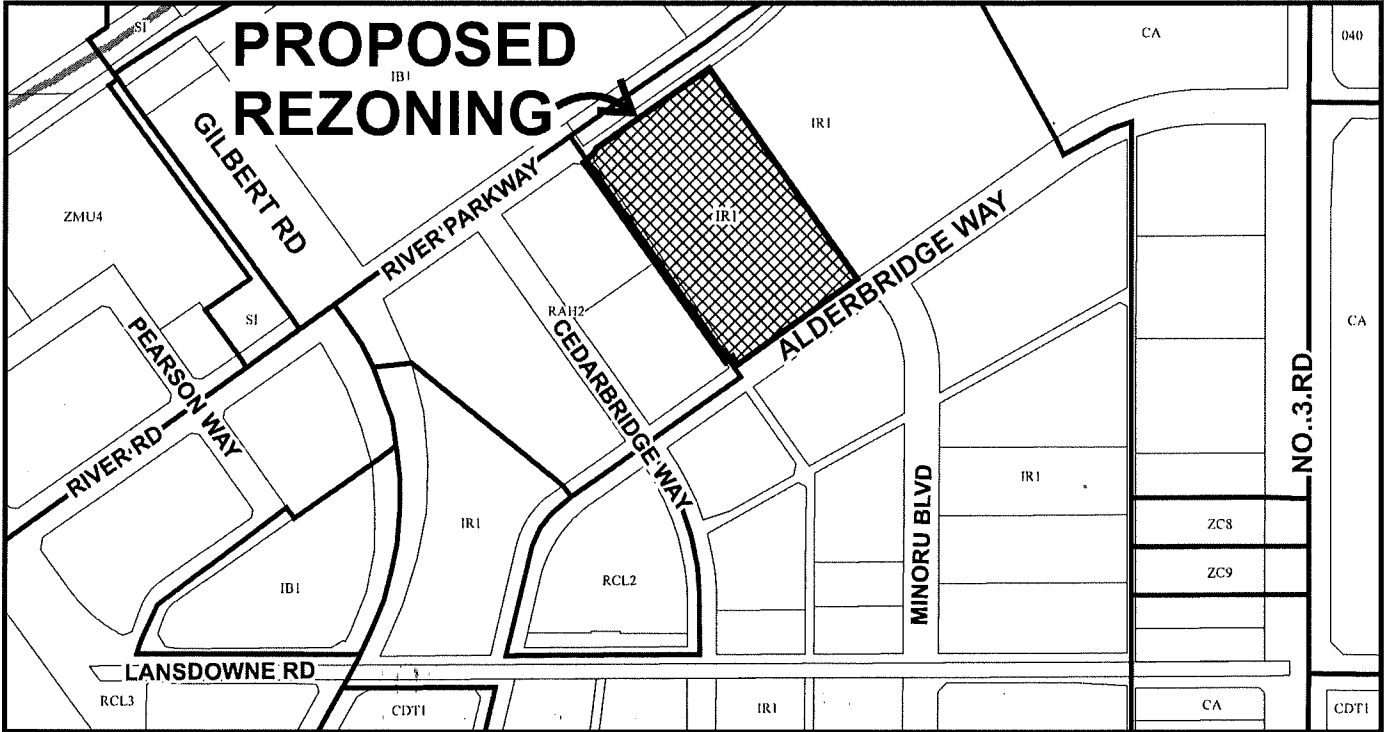 SI
PROPOSED
REZONING
IB1
CA
040
GILBERT RD
IR1
ZMU4
RIVER PARKWAY
IR1
ALDERBRIDGE WAY
SI
RAH2
CEDARBRIDGE WAY
PEARSON WAY
CA
RIVER RD
NO. 3 RD
IR1
MINORU BLVD
IR1
ZC8
ZC9
IB1
RCL2
LANSDOWNE RD
RCL3
CDT1
IR1
CA
CDT1